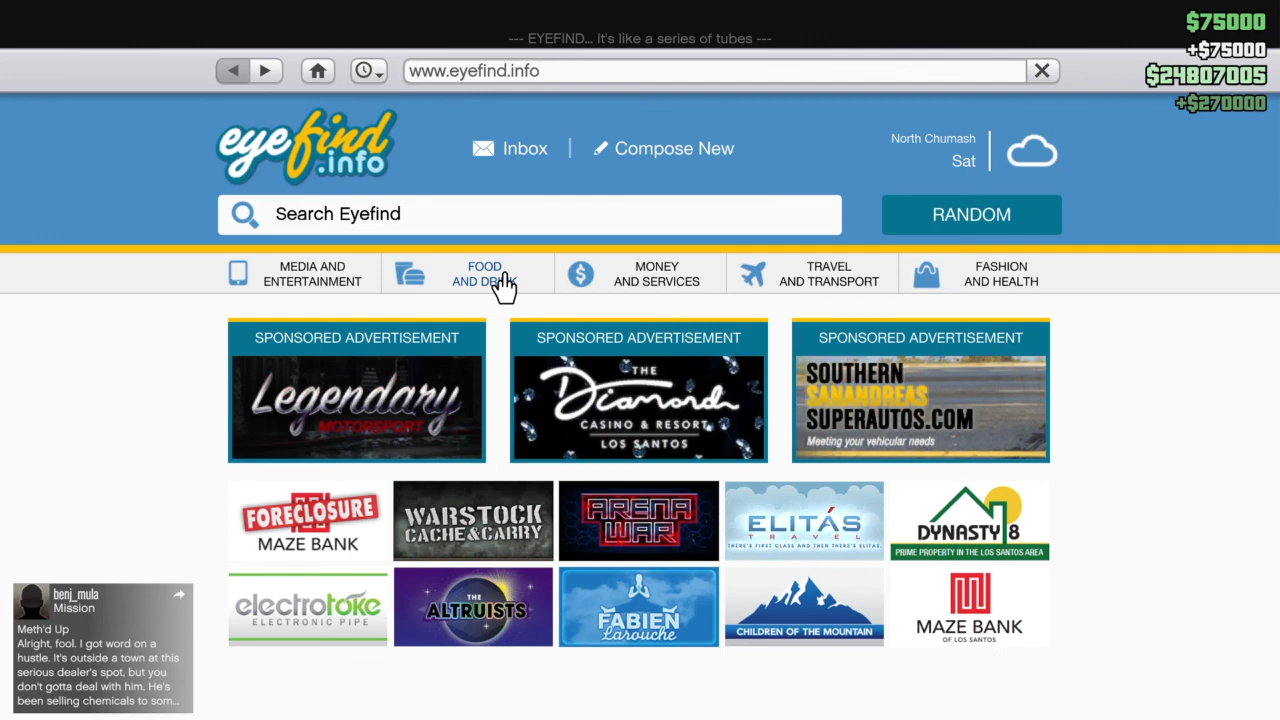 --- EYEFIND... It's like a series of tubes ---
$75000
+$75000
$24807005
+$270000
www.eyefind.info
eyefind
.info
Inbox
Compose New
North Chumash
Sat
Search Eyefind
RANDOM
MEDIA AND
ENTERTAINMENT
FOOD
AND DRINK
MONEY
AND SERVICES
TRAVEL
AND TRANSPORT
FASHION
AND HEALTH
SPONSORED ADVERTISEMENT
Legendary
MOTORSPORT
SPONSORED ADVERTISEMENT
THE
Diamond
CASINO & RESORT
LOS SANTOS
SPONSORED ADVERTISEMENT
SOUTHERN
SANANDREAS
SUPERAUTOS.COM
Meeting your vehicular needs
FORECLOSURE
MAZE BANK
WARSTOCK
CACHE&CARRY
ARENA
WAR
ELITÁS
TRAVEL
THERE'S FIRST CLASS AND THEN THERE'S ELITAS.
DYNASTY 8
PRIME PROPERTY IN THE LOS SANTOS AREA
electrotoke
ELECTRONIC PIPE
THE
ALTRUISTS
FABIEN
Larouche
CHILDREN OF THE MOUNTAIN
MAZE BANK
OF LOS SANTOS
benj_mula
Mission
Meth'd Up
Alright, fool. I got word on a
hustle. It's outside a town at this
serious dealer's spot, but you
don't gotta deal with him. He's
been selling chemicals to som...